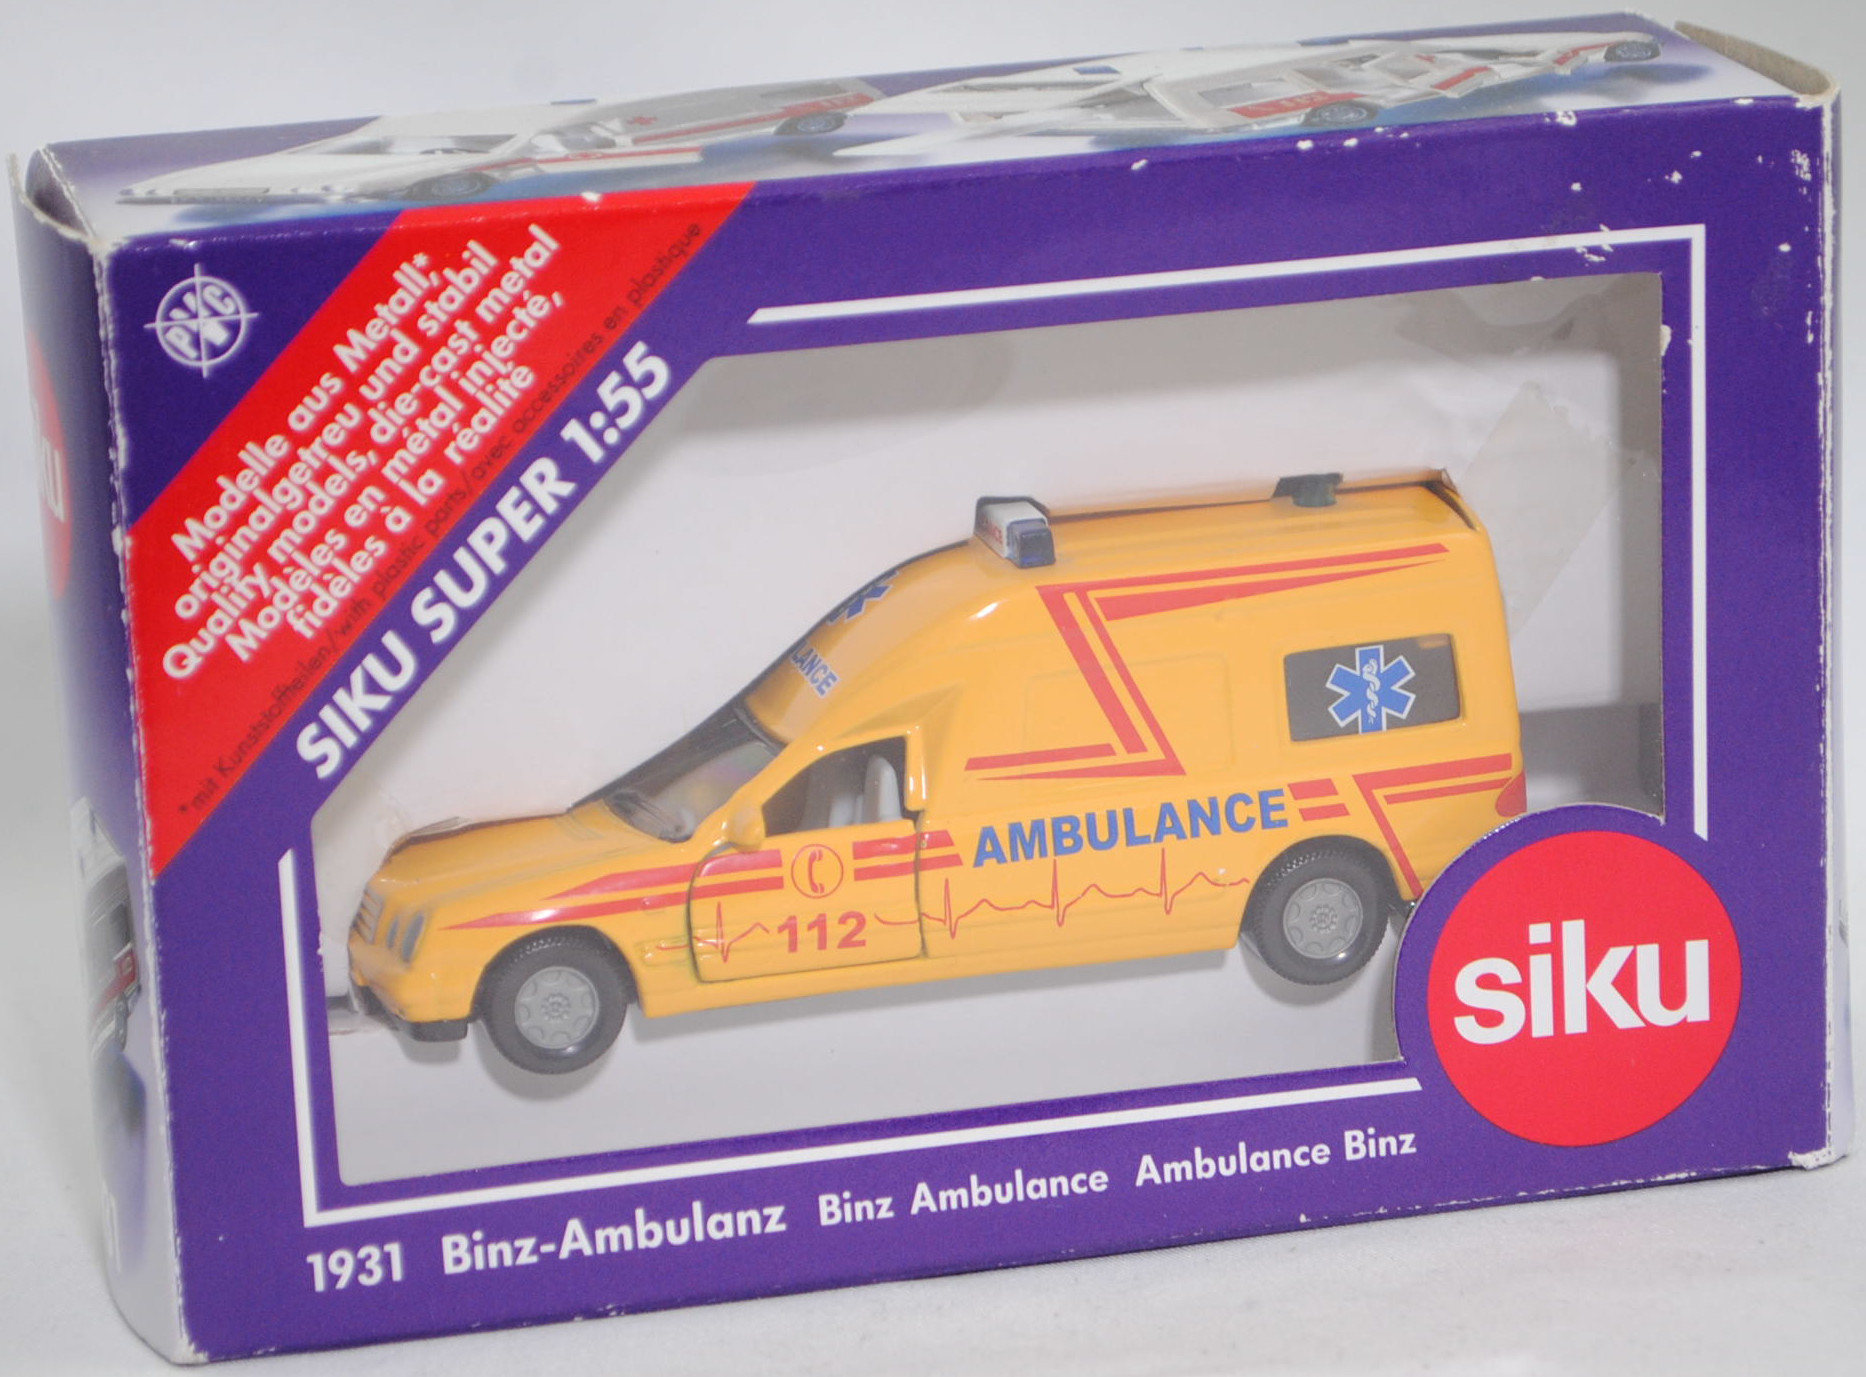 PVC
Modelle aus Metall,*
originalgetreu und stabil
Quality models, die-cast metal
Modèles en métal injecté,
fidèles à la réalité
*mit Kunststoffteilen/with plastic parts/avec accessoires en plastique
SIKU SUPER 1:55
LANCE
AMBULANCE
112
siku
1931 Binz-Ambulanz Binz Ambulance Ambulance Binz